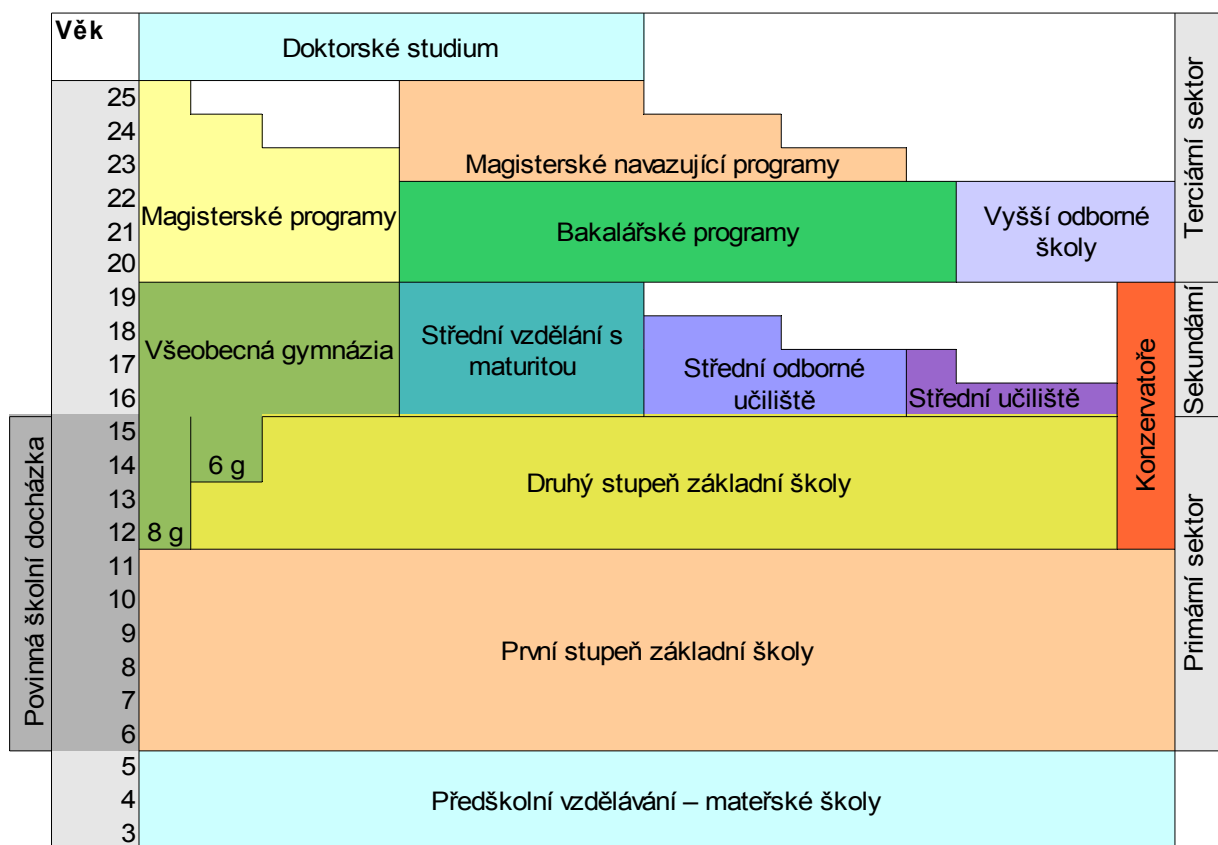 Věk
Doktorské studium
25
24
23
22
21
20
19
18
17
16
15
14
13
12
11
10
9
8
7
6
5
4
3
Magisterské navazující programy
Magisterské programy
Bakalářské programy
Vyšší odborné
školy
Všeobecná gymnázia
Střední vzdělání s
maturitou
Střední odborné
učiliště
Střední učiliště
Konzervatoře
6 g
8 g
Druhý stupeň základní školy
První stupeň základní školy
Předškolní vzdělávání – mateřské školy
Povinná školní docházka
Terciární sektor
Sekundární
Primární sektor